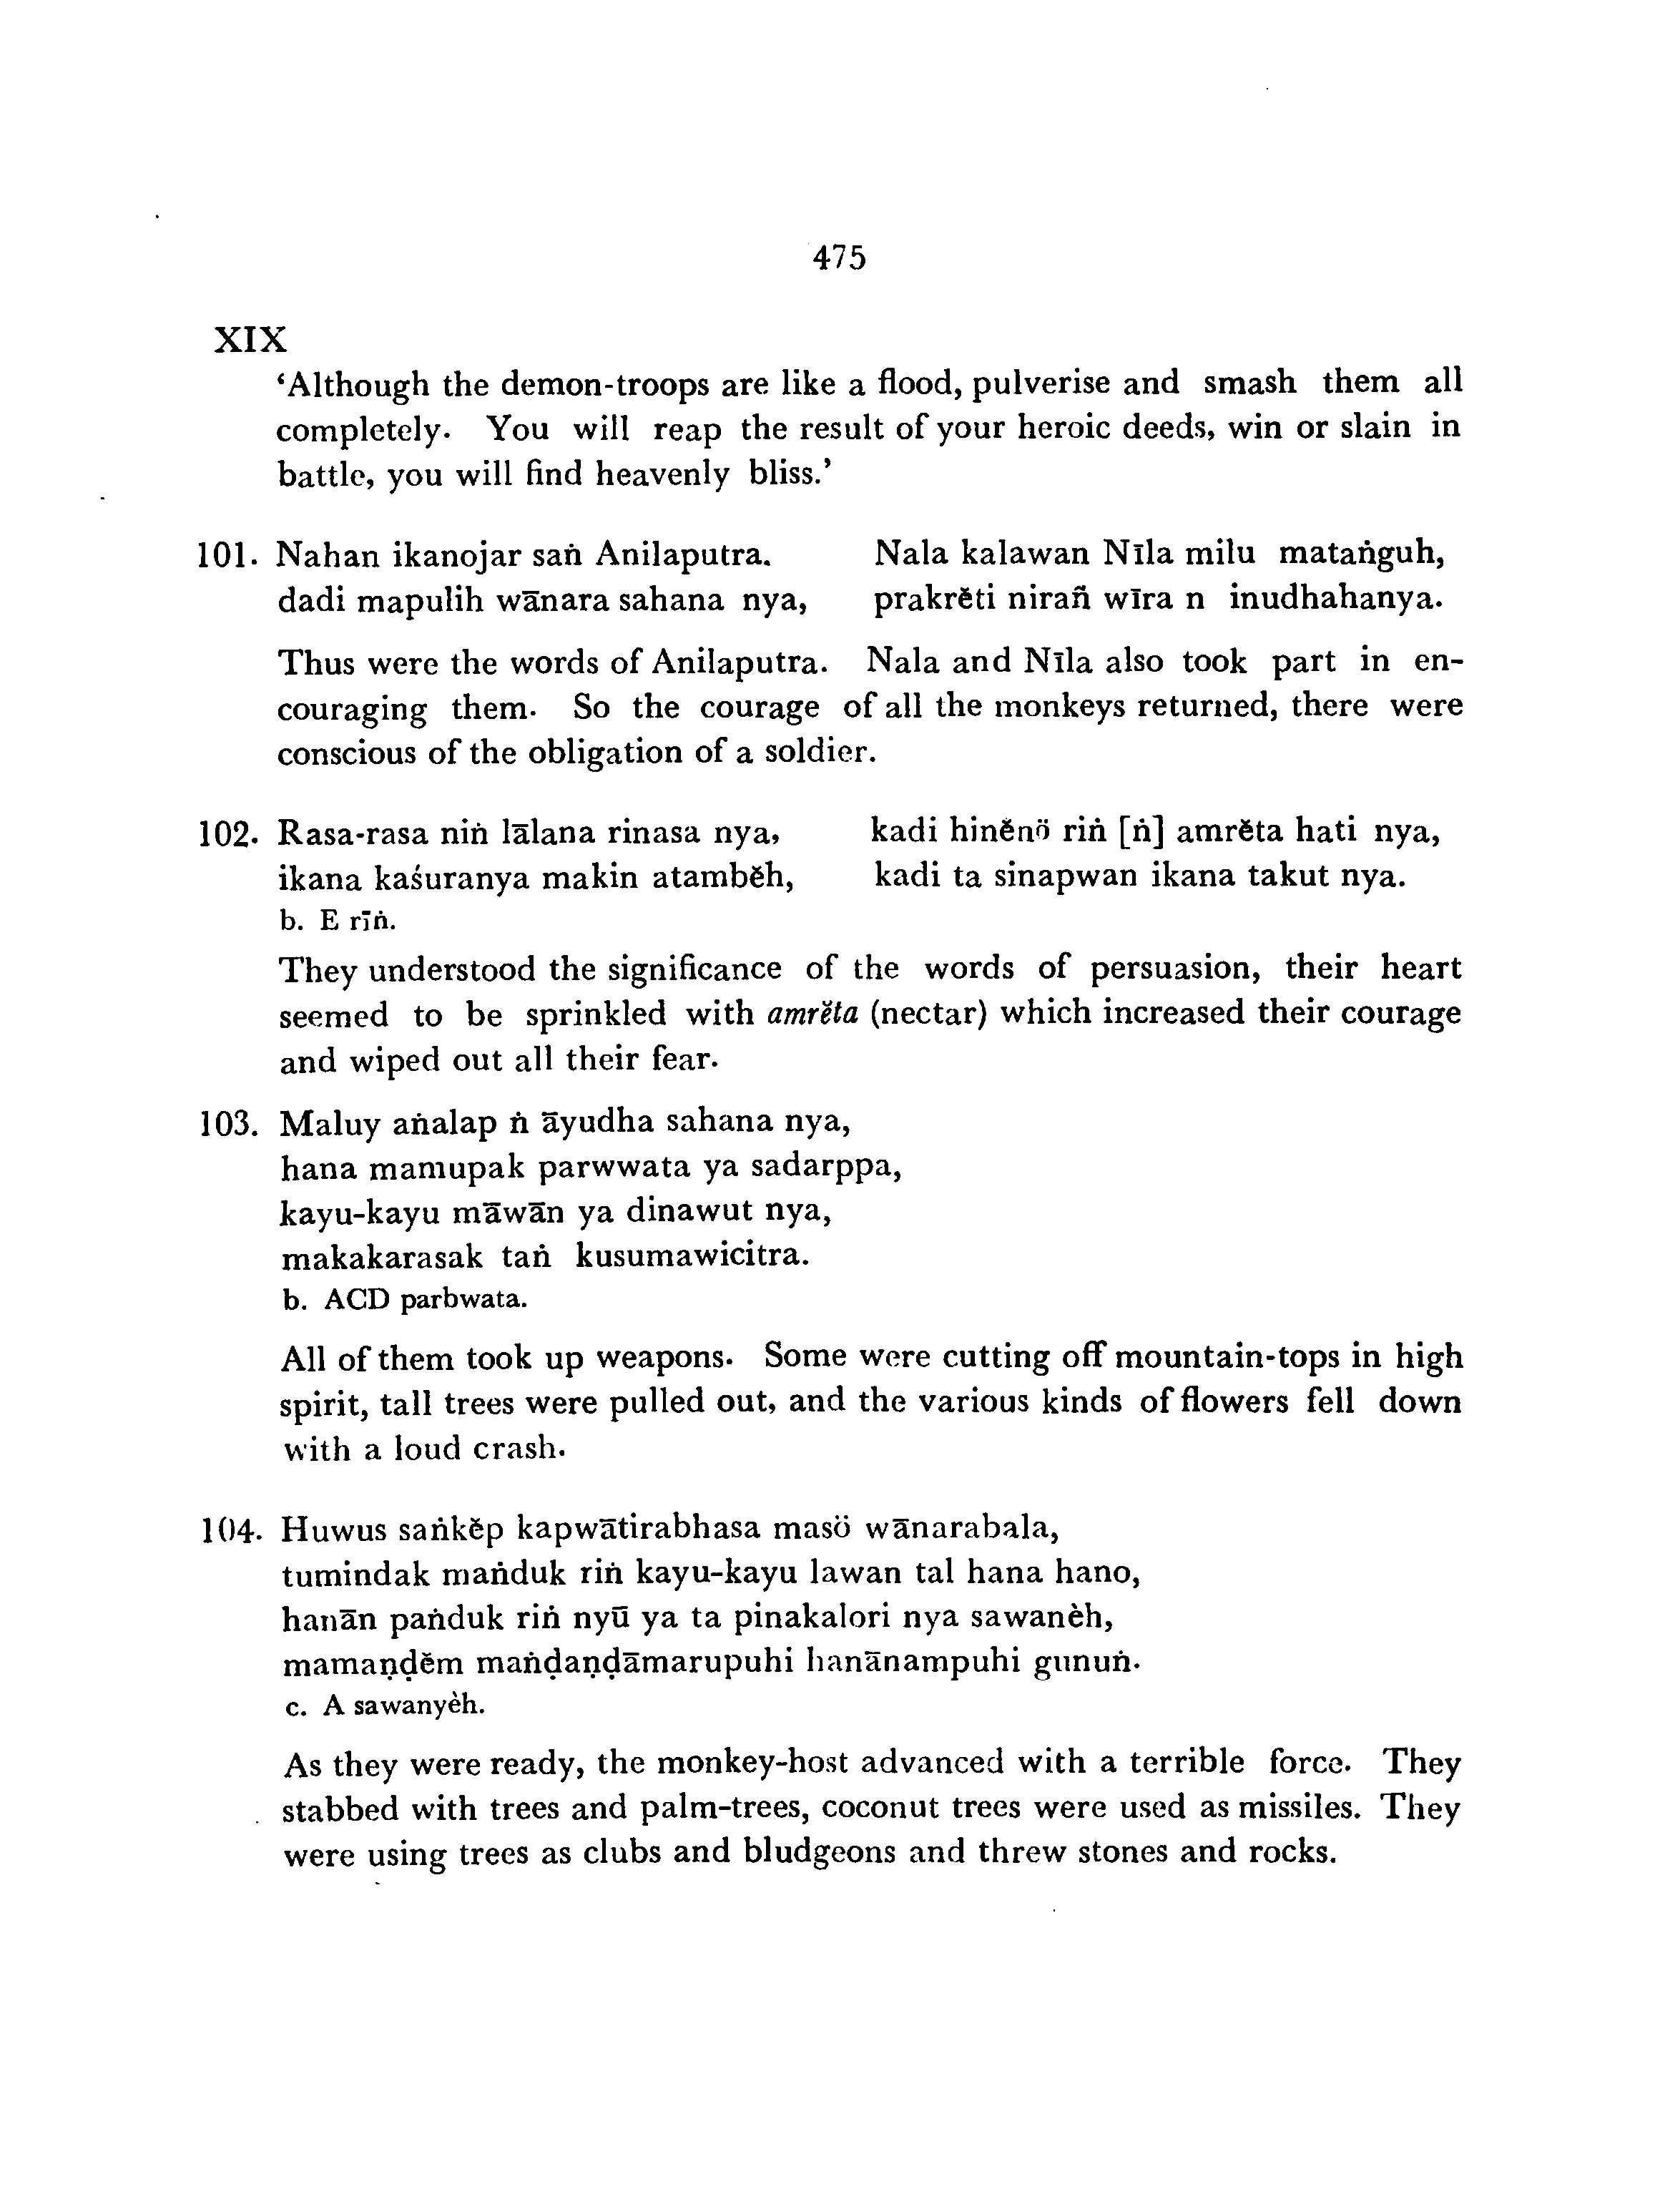 475
XIX
‘Although the demon-troops are like a flood, pulverise and smash them all
completely. You will reap the result of your heroic deeds, win or slain in
battle, you will find heavenly bliss.’
101. Nahan ikanojar saṅ Anilaputra. Nala kalawan Nīla milu mataṅguh,
dadi mapulih wānara sahana nya, prakrĕti nirañ wīra n inudhahanya.
Thus were the words of Anilaputra. Nala and Nīla also took part in en-
couraging them. So the courage of all the monkeys returned, there were
conscious of the obligation of a soldier.
102. Rasa-rasa niṅ lālana rinasa nya, kadi hinĕnö riṅ [ṅ] amrĕta hati nya,
ikana kaśuranya makin atambĕh, kadi ta sinapwan ikana takut nya.
b. E rīṅ.
They understood the significance of the words of persuasion, their heart
seemed to be sprinkled with amrĕta (nectar) which increased their courage
and wiped out all their fear.
103. Maluy aṅalap ṅ āyudha sahana nya,
hana mamupak parwwata ya sadarppa,
kayu-kayu māwān ya dinawut nya,
makakarasak taṅ kusumawicitra.
b. ACD parbwata.
All of them took up weapons. Some were cutting off mountain-tops in high
spirit, tall trees were pulled out, and the various kinds of flowers fell down
with a loud crash.
104. Huwus saṅkĕp kapwātirabhasa masö wānarabala,
tumindak maṅduk riṅ kayu-kayu lawan tal hana hano,
hanān paṅduk riṅ nyū ya ta pinakalori nya sawanèh,
mamaṇḍĕm maṅḍaṇḍāmarupuhi hanānampuhi gunuṅ.
c. A sawanyèh.
As they were ready, the monkey-host advanced with a terrible force. They
stabbed with trees and palm-trees, coconut trees were used as missiles. They
were using trees as clubs and bludgeons and threw stones and rocks.